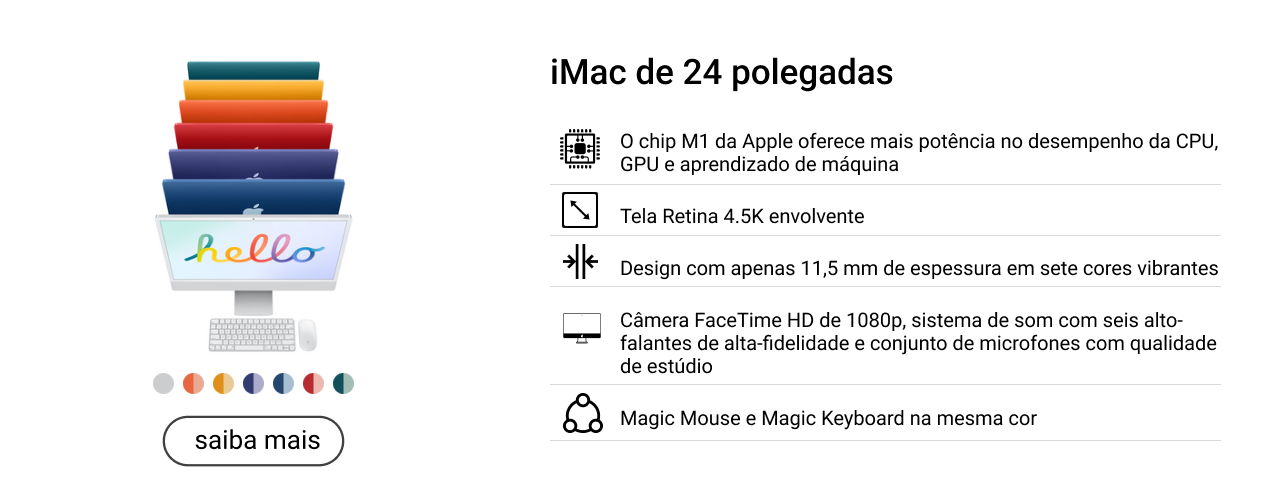 iMac de 24 polegadas
O chip M1 da Apple oferece mais potência no desempenho da CPU,
GPU e aprendizado de máquina
Tela Retina 4.5K envolvente
Design com apenas 11,5 mm de espessura em sete cores vibrantes
Câmera FaceTime HD de 1080p, sistema de som com seis alto-
falantes de alta-fidelidade e conjunto de microfones com qualidade
de estúdio
Magic Mouse e Magic Keyboard na mesma cor
hello
saiba mais